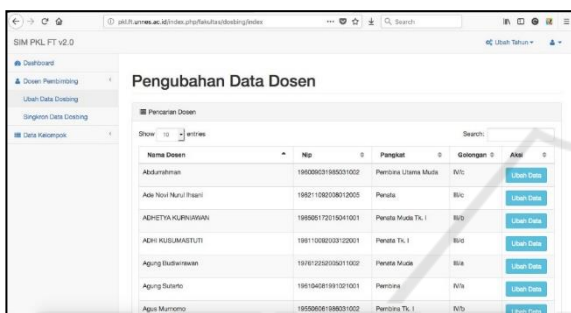 pkl.ft.unnes.ac.id/index.php/fakultas/dosbing/index
Search
SIM PKL FT v2.0
Ubah Tahun
Dashboard
Dosen Pembimbing
Ubah Data Dosbing
Singkron Data Dosbing
Data Kelompok
Pengubahan Data Dosen
Pencarian Dosen
Show 10 entries
Search:
Nama Dosen Nip Pangkat Golongan Aksi
Abdurrahman Pembina Utama Muda IV/c Ubah Data
Ade Novi Nurul Ihsani 198211092008012005 Penata III/c Ubah Data
ADHETYA KURNIAWAN Penata Muda Tk. I III/b Ubah Data
ADHI KUSUMASTUTI 198110092003122001 Penata Tk. I III/d Ubah Data
Agung Budiwirawan 197612252005011002 Penata Muda III/a Ubah Data
Agung Sutarto 196104081991021001 Pembina IV/a Ubah Data
Agus Murnomo 195506061986031002 Pembina Tk. I IV/b Ubah Data